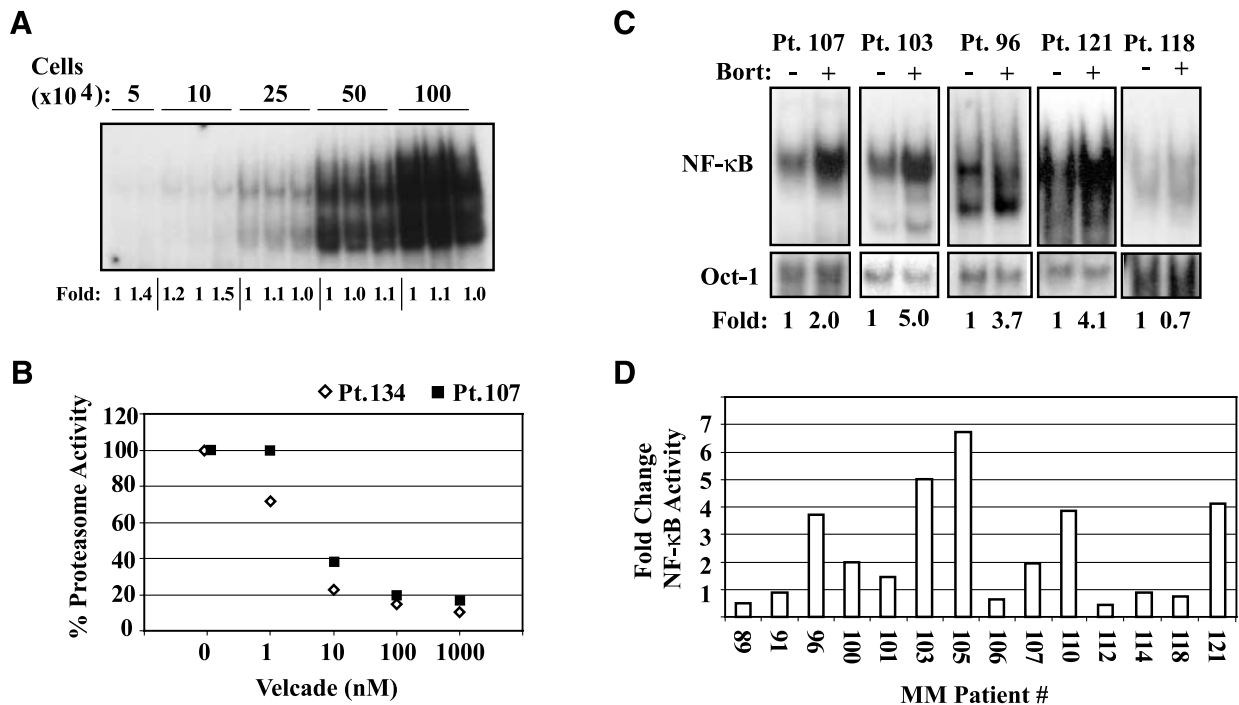 A
Cells
(x10⁴): 5 10 25 50 100
Fold: 1 1.4 1.2 1 1.5 1 1.1 1.0 1 1.0 1.1 1 1.1 1.0
B
Pt.134 Pt.107
% Proteasome Activity
120
100
80
60
40
20
0
0 1 10 100 1000
Velcade (nM)
C
Pt. 107 Pt. 103 Pt. 96 Pt. 121 Pt. 118
Bort: - + - + - + - + - +
NF-κB
Oct-1
Fold: 1 2.0 1 5.0 1 3.7 1 4.1 1 0.7
D
Fold Change
NF-κB Activity
7
6
5
4
3
2
1
89 91 96 100 101 103 105 106 107 110 112 114 118 121
MM Patient #